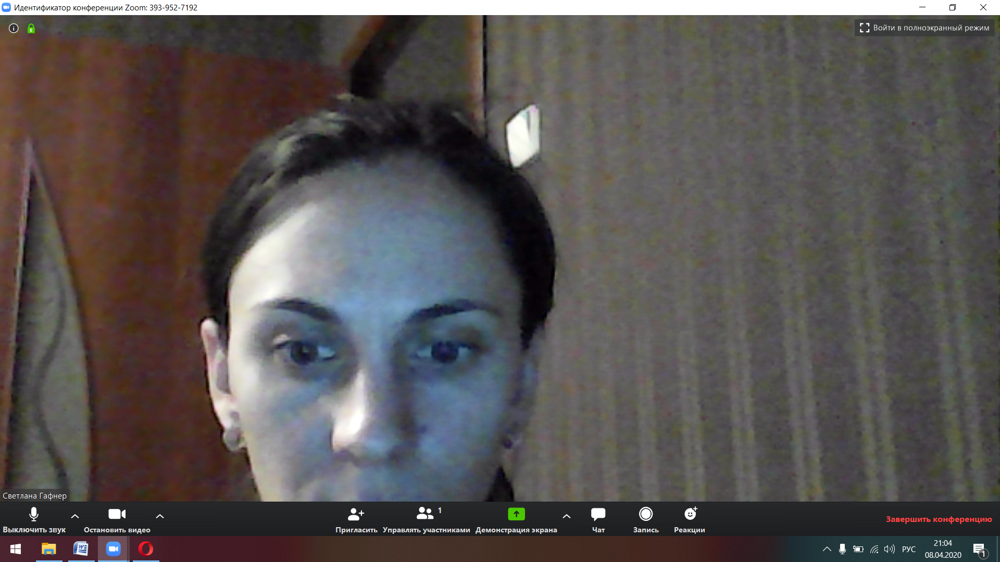 Идентификатор конференции Zoom: 393-952-7192
Войти в полноэкранный режим
Светлана Гафнер
1
Выключить звук
Остановить видео
Пригласить
Управлять участниками
Демонстрация экрана
Чат
Запись
Реакции
Завершить конференцию
РУС
21:04
08.04.2020
1